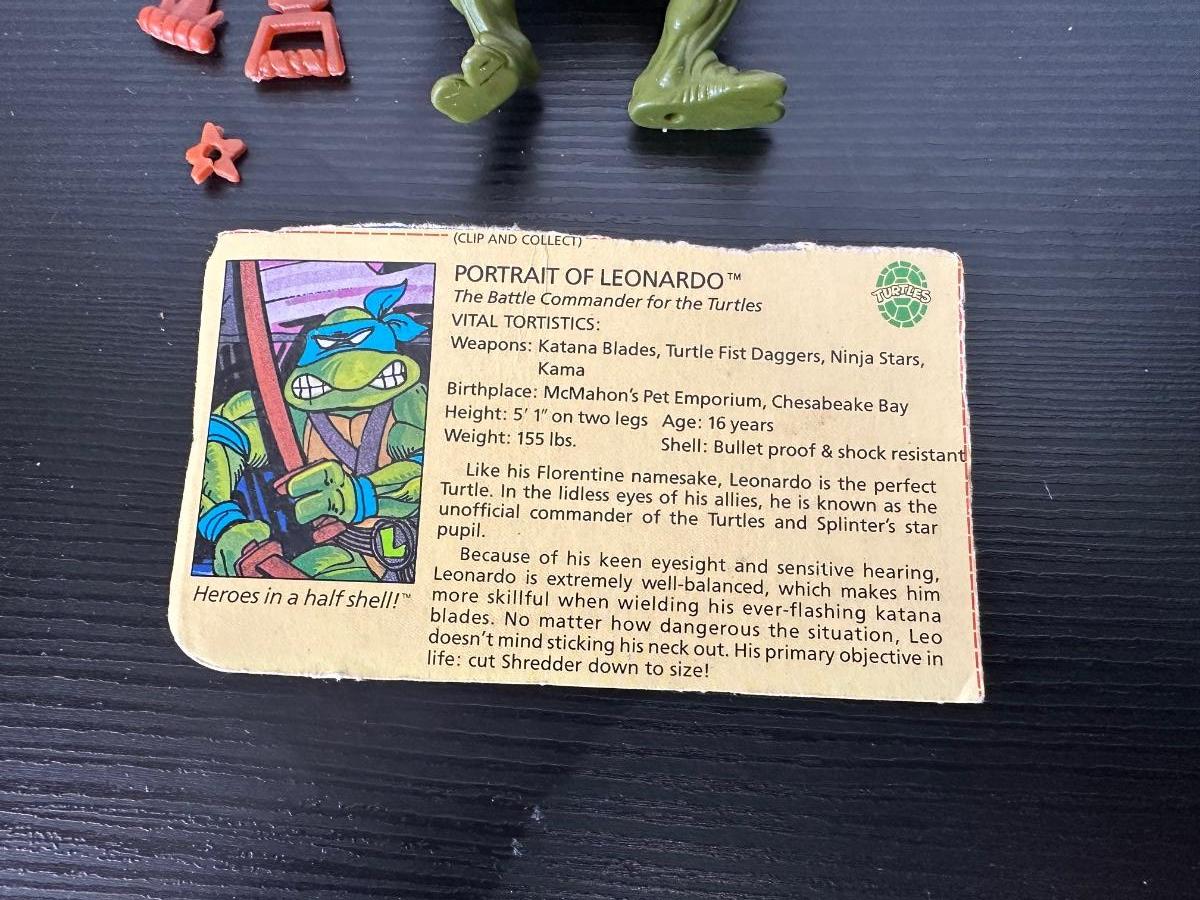 (CLIP AND COLLECT)
PORTRAIT OF LEONARDO™
The Battle Commander for the Turtles
TURTLES
VITAL TORTISTICS:
Weapons: Katana Blades, Turtle Fist Daggers, Ninja Stars,
Kama
Birthplace: McMahon's Pet Emporium, Chesabeake Bay
Height: 5' 1" on two legs Age: 16 years
Weight: 155 lbs. Shell: Bullet proof & shock resistant
Like his Florentine namesake, Leonardo is the perfect
Turtle. In the lidless eyes of his allies, he is known as the
unofficial commander of the Turtles and Splinter's star
pupil.
Because of his keen eyesight and sensitive hearing,
Leonardo is extremely well-balanced, which makes him
more skillful when wielding his ever-flashing katana
blades. No matter how dangerous the situation, Leo
doesn't mind sticking his neck out. His primary objective in
life: cut Shredder down to size!
L
Heroes in a half shell!™